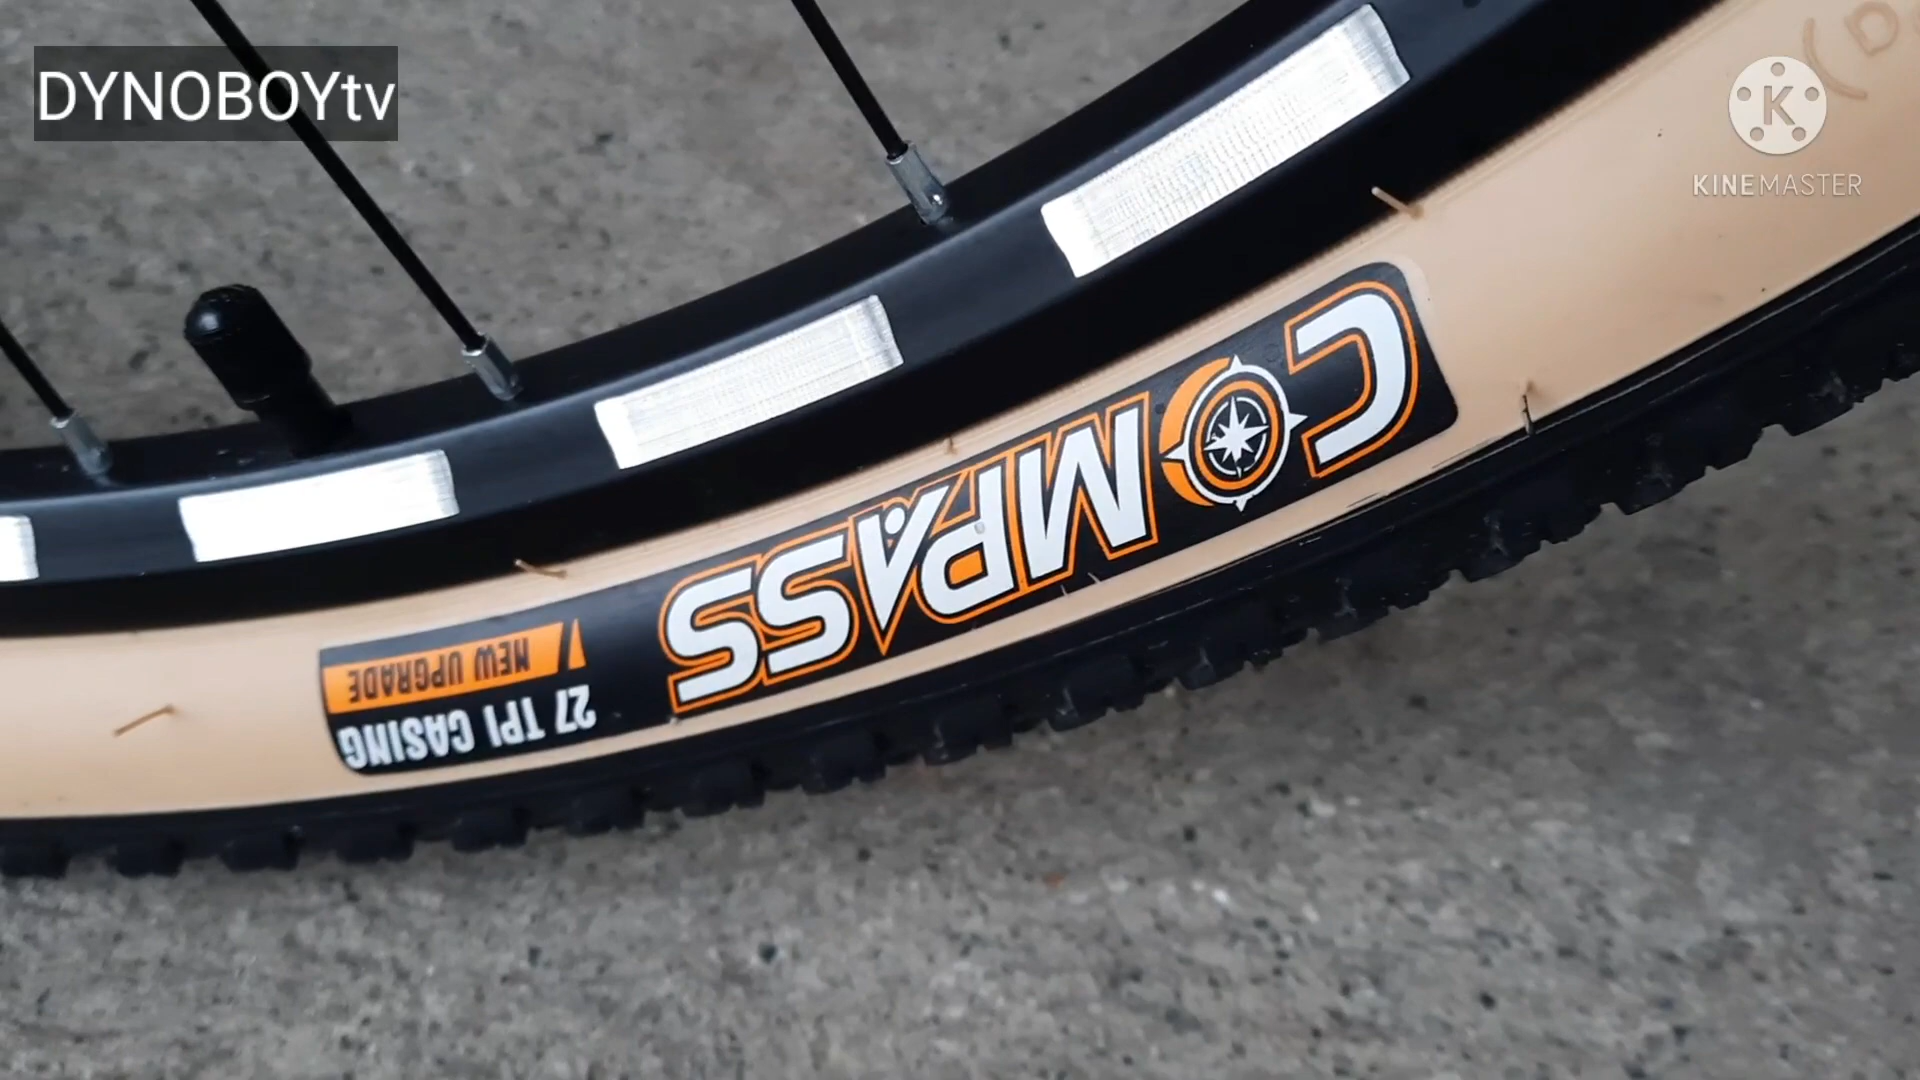 DYNOBOYtv
KINEMASTER
COMPASS
27 TPI CASING
NEW UPGRADE